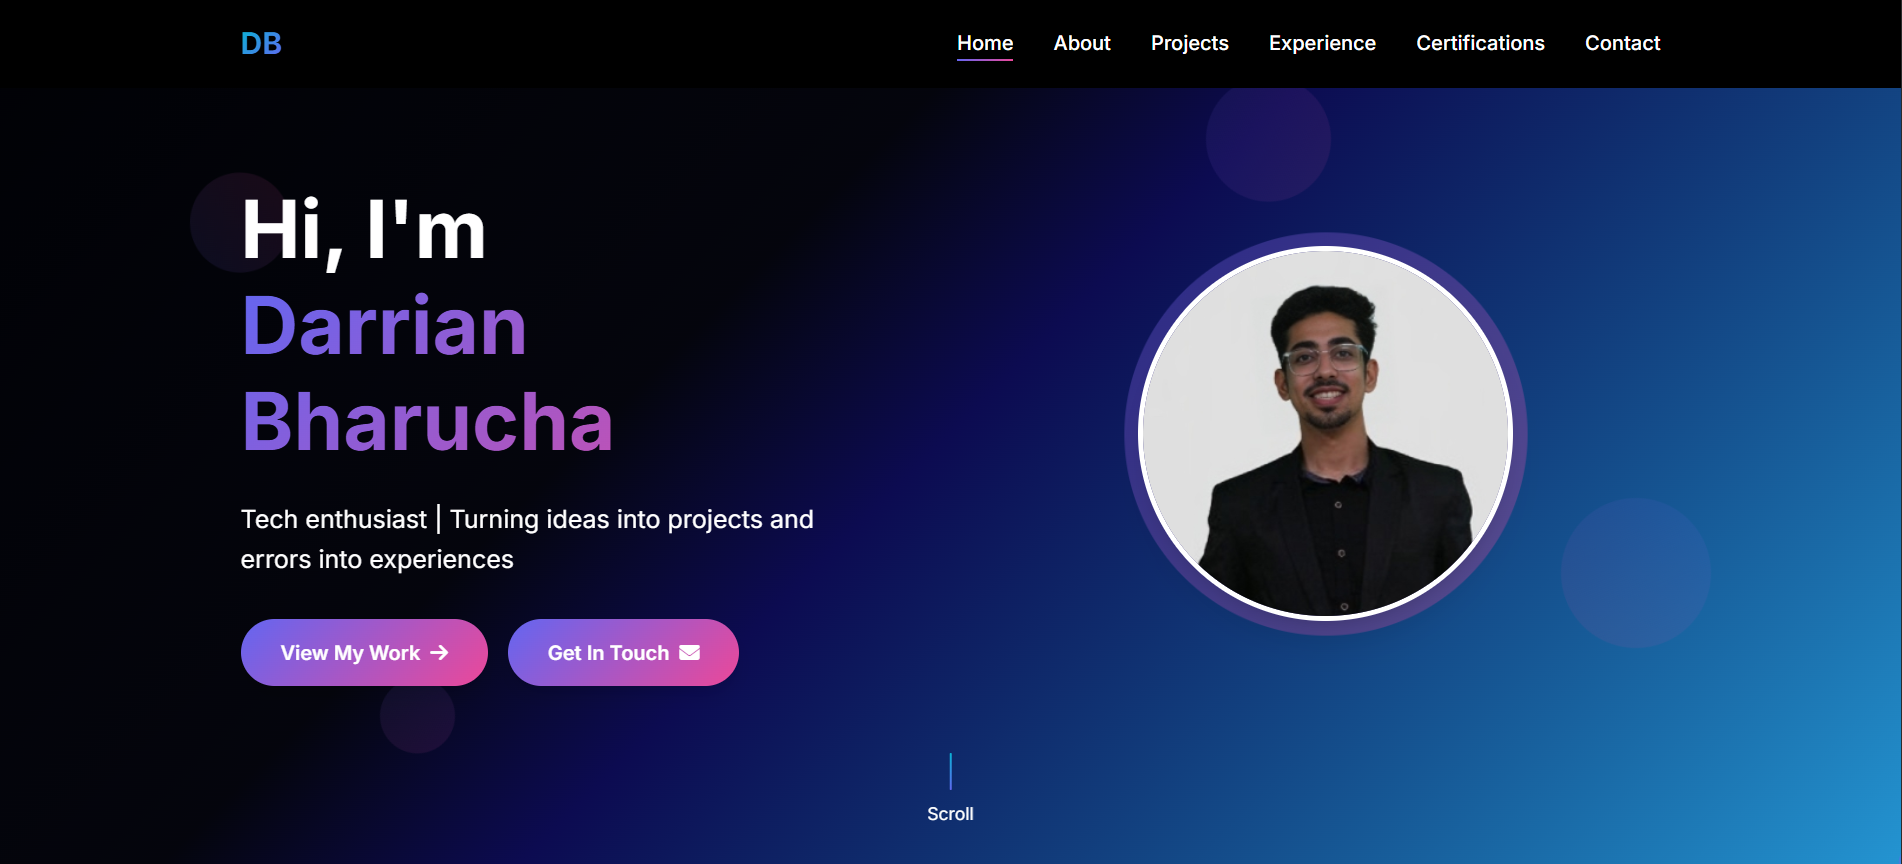 DB
Home
About
Projects
Experience
Certifications
Contact
Hi, I'm
Darrian
Bharucha
Tech enthusiast | Turning ideas into projects and
errors into experiences
View My Work
Get In Touch
Scroll